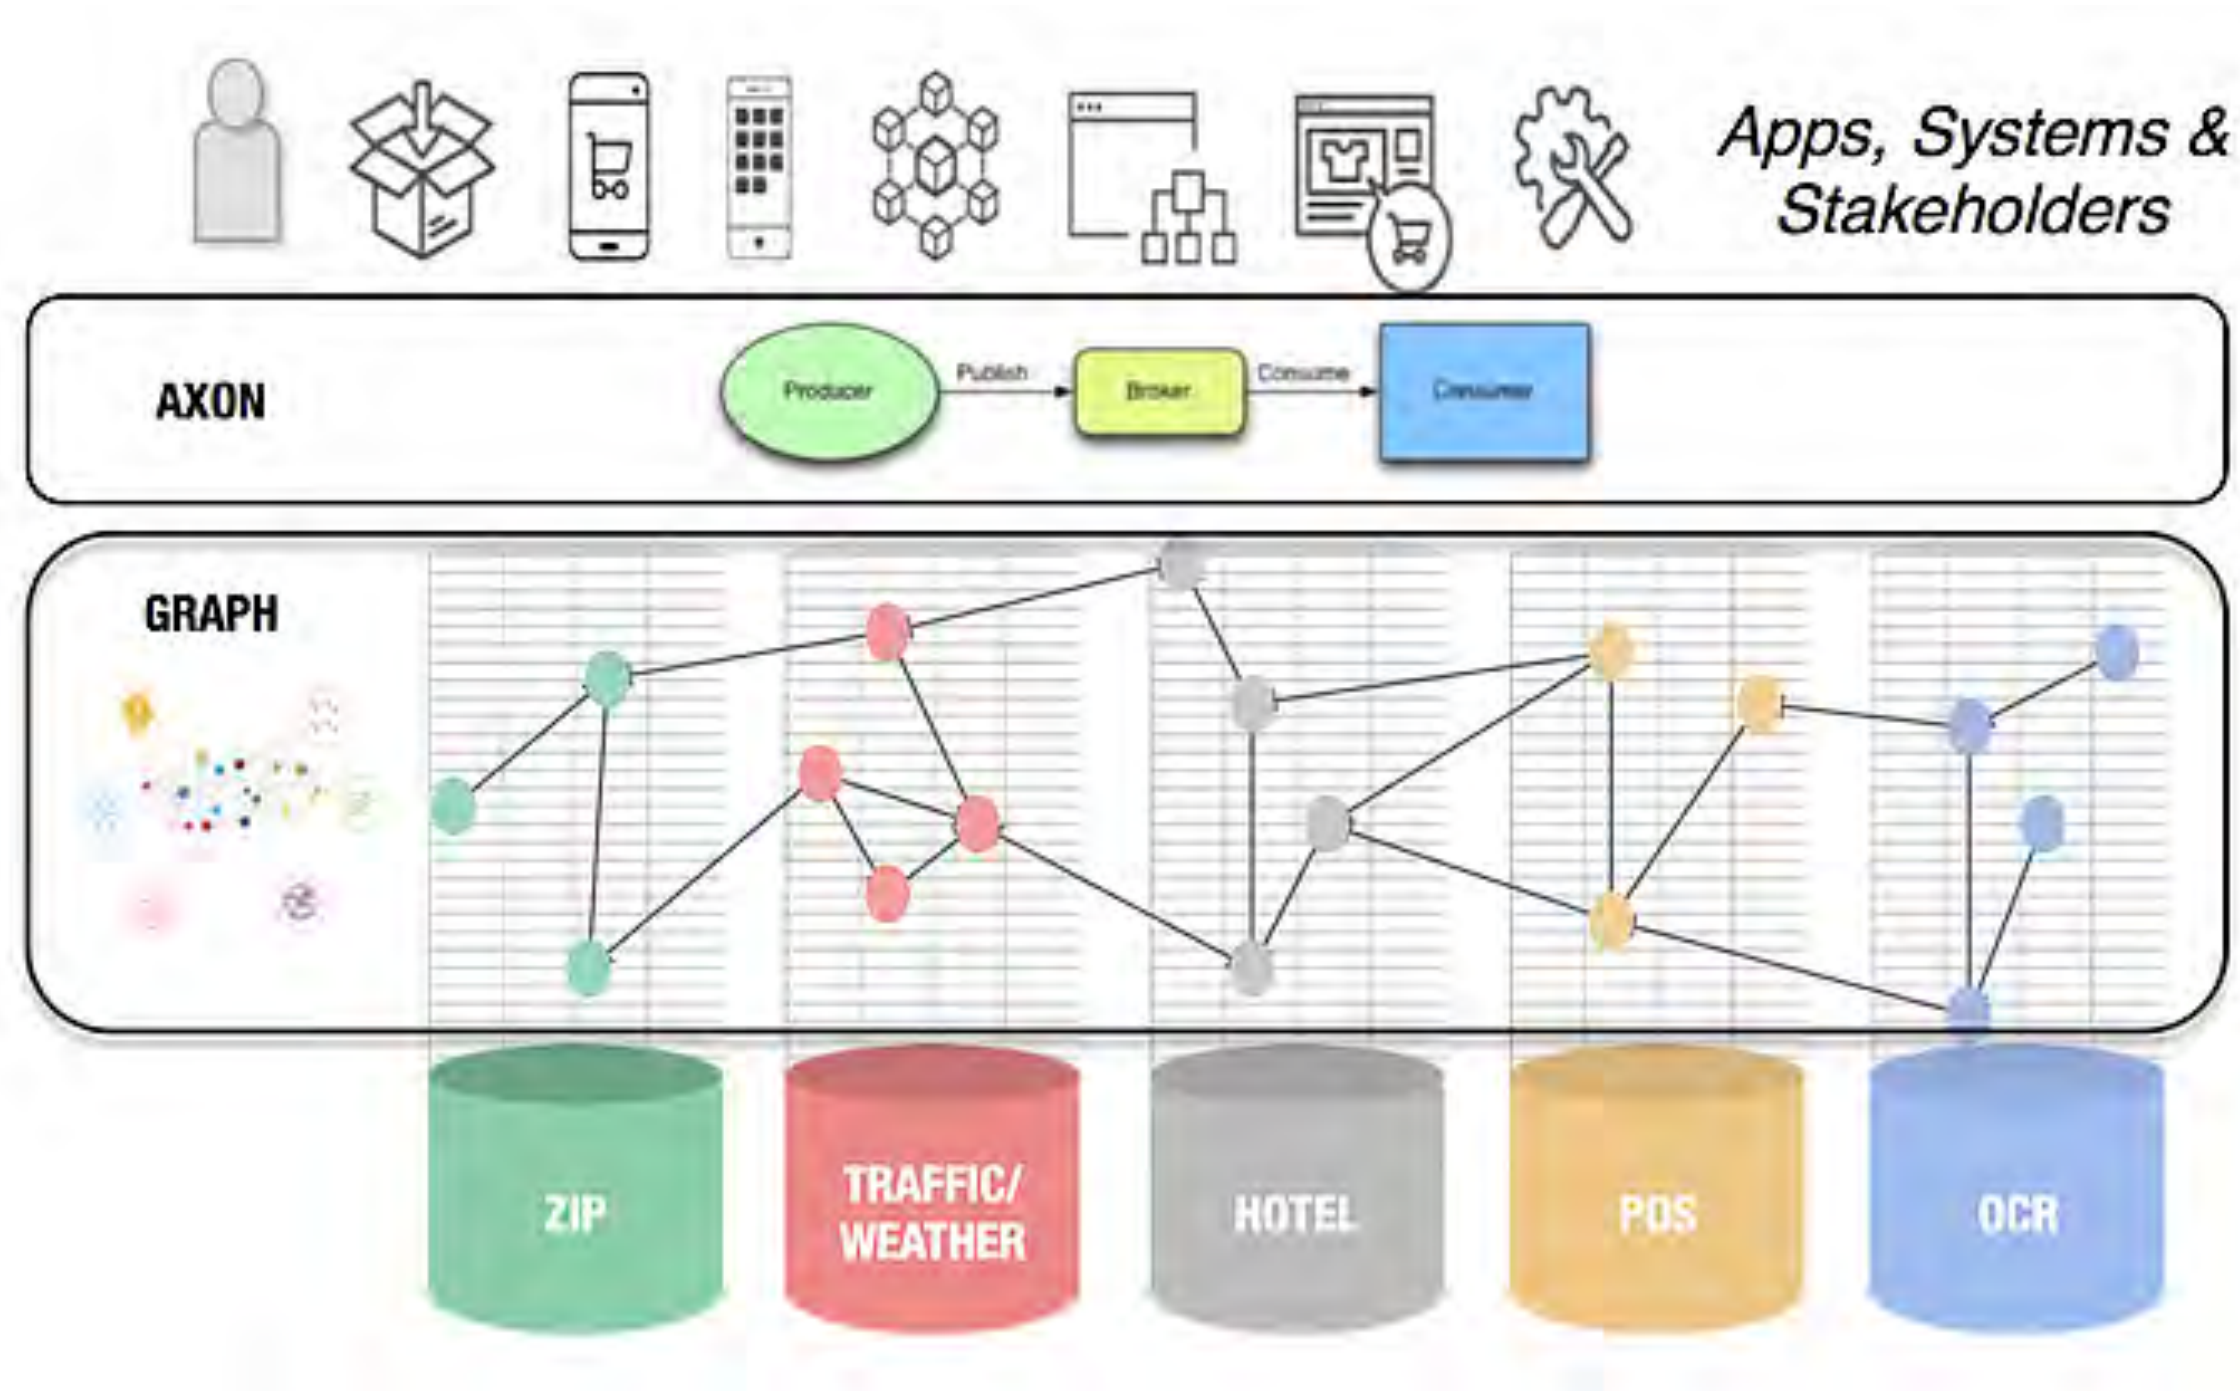 Apps, Systems &
Stakeholders
AXON
Producer
Publish
Broker
Consume
Consumer
GRAPH
ZIP
TRAFFIC/
WEATHER
HOTEL
POS
OCR